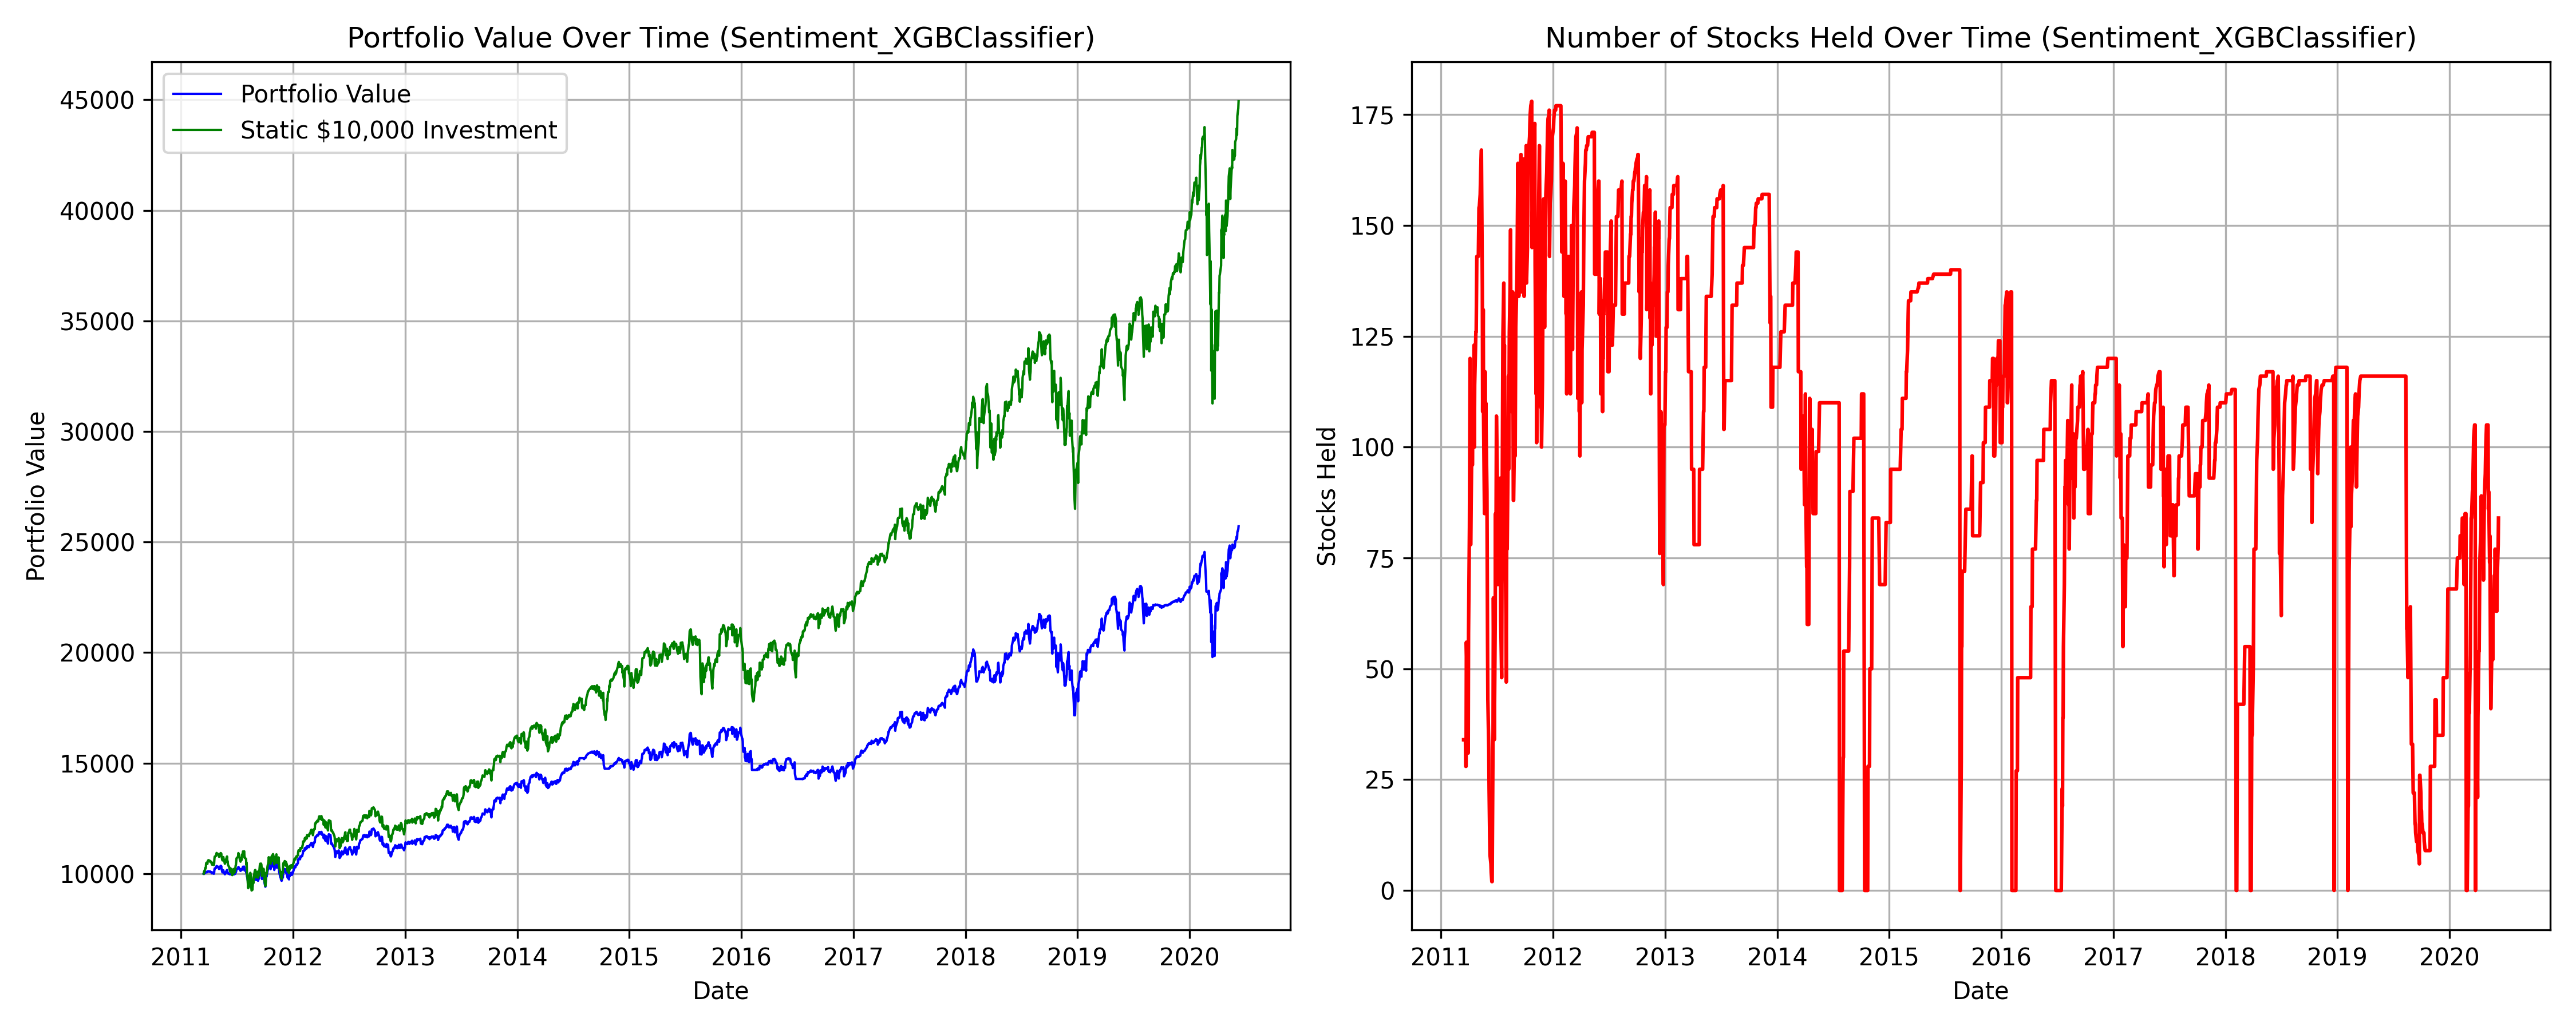 Portfolio Value Over Time (Sentiment_XGBClassifier)
Portfolio Value
Static $10,000 Investment
45000
40000
35000
30000
25000
20000
15000
10000
Portfolio Value
2011 2012 2013 2014 2015 2016 2017 2018 2019 2020
Date
Number of Stocks Held Over Time (Sentiment_XGBClassifier)
175
150
125
100
75
50
25
0
Stocks Held
2011 2012 2013 2014 2015 2016 2017 2018 2019 2020
Date